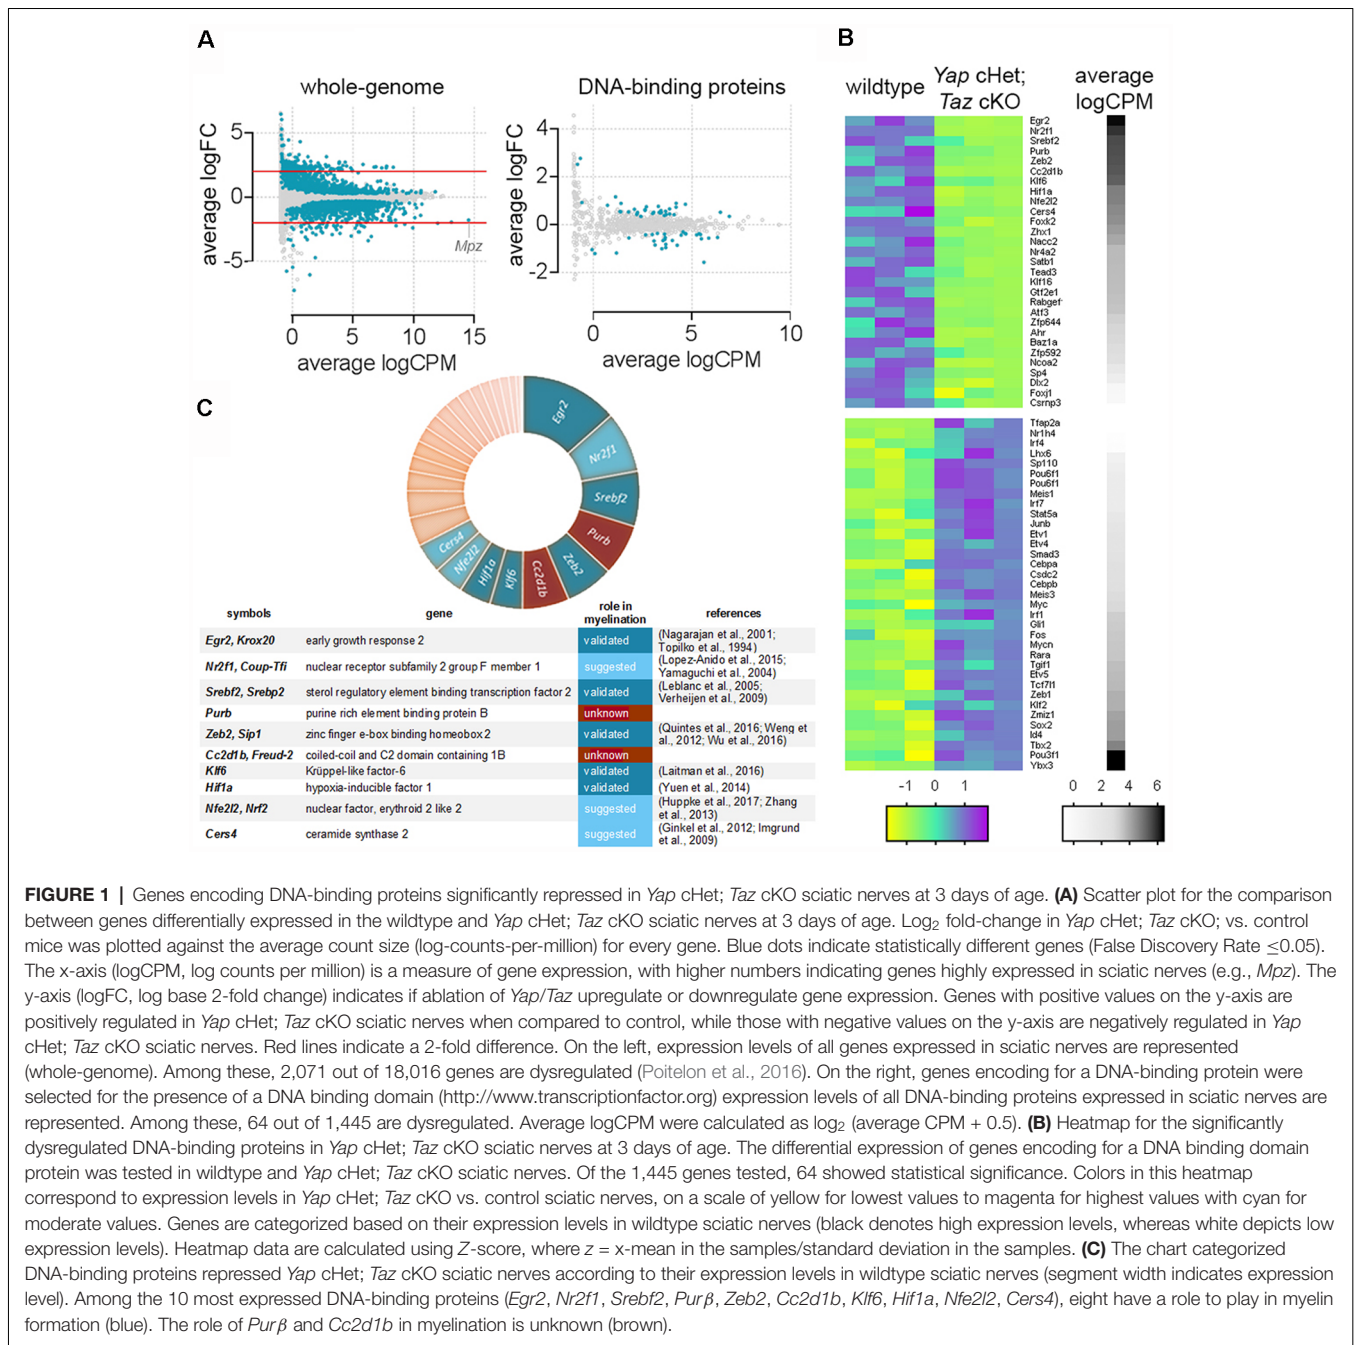 A
whole-genome
average logFC
5
0
-5
Mpz
0
5
10
15
average logCPM
DNA-binding proteins
average logFC
4
2
0
-2
0
5
10
average logCPM
B
wildtype
Yap cHet;
Taz cKO
average
logCPM
Egr2
Nr2f1
Srebf2
Purb
Zeb2
Cc2d1b
Klf6
Hif1a
Nfe2l2
Cers4
Foxk2
Zhx1
Nacc2
Nr4a2
Satb1
Tead3
Klf16
Gtf2e1
Rabgef
Atf3
Zfp644
Ahr
Baz1a
Zfp592
Ncoa2
Sp4
Dlx2
Foxj1
Csrnp3
Tfap2a
Nr1h4
Irf4
Lhx6
Sp110
Pou6f1
Pou6f1
Meis1
Irf7
Stat5a
Junb
Etv1
Etv4
Smad3
Cebpa
Csdc2
Cebpb
Meis3
Myc
Irf1
Gli1
Fos
Mycn
Rara
Tgif1
Etv5
Tcf7l1
Zeb1
Klf2
Zmiz1
Sox2
Id4
Tbx2
Pou3f1
Ybx3
-1 0 1
0 2 4 6
C
Egr2
Nr2f1
Srebf2
Purb
Zeb2
Cc2d1b
Klf6
Hif1a
Nfe2l2
Cers4
symbols gene role in myelination references
Egr2, Krox20 early growth response 2 validated (Nagarajan et al., 2001;
Topilko et al., 1994)
Nr2f1, Coup-Tfi nuclear receptor subfamily 2 group F member 1 suggested (Lopez-Anido et al., 2015;
Yamaguchi et al., 2004)
Srebf2, Srebp2 sterol regulatory element binding transcription factor 2 validated (Leblanc et al., 2005;
Verheijen et al., 2009)
Purb purine rich element binding protein B unknown
Zeb2, Sip1 zinc finger e-box binding homeobox 2 validated (Quintes et al., 2016; Weng et
al., 2012; Wu et al., 2016)
Cc2d1b, Freud-2 coiled-coil and C2 domain containing 1B unknown
Klf6 Krüppel-like factor-6 validated (Laitman et al., 2016)
Hif1a hypoxia-inducible factor 1 validated (Yuen et al., 2014)
Nfe2l2, Nrf2 nuclear factor, erythroid 2 like 2 suggested (Huppke et al., 2017; Zhang
et al., 2013)
Cers4 ceramide synthase 2 suggested (Ginkel et al., 2012; Imgrund
et al., 2009)
FIGURE 1 | Genes encoding DNA-binding proteins significantly repressed in Yap cHet; Taz cKO sciatic nerves at 3 days of age. (A) Scatter plot for the comparison
between genes differentially expressed in the wildtype and Yap cHet; Taz cKO sciatic nerves at 3 days of age. Log2 fold-change in Yap cHet; Taz cKO; vs. control
mice was plotted against the average count size (log-counts-per-million) for every gene. Blue dots indicate statistically different genes (False Discovery Rate ≤0.05).
The x-axis (logCPM, log counts per million) is a measure of gene expression, with higher numbers indicating genes highly expressed in sciatic nerves (e.g., Mpz). The
y-axis (logFC, log base 2-fold change) indicates if ablation of Yap/Taz upregulate or downregulate gene expression. Genes with positive values on the y-axis are
positively regulated in Yap cHet; Taz cKO sciatic nerves when compared to control, while those with negative values on the y-axis are negatively regulated in Yap
cHet; Taz cKO sciatic nerves. Red lines indicate a 2-fold difference. On the left, expression levels of all genes expressed in sciatic nerves are represented
(whole-genome). Among these, 2,071 out of 18,016 genes are dysregulated (Poitelon et al., 2016). On the right, genes encoding for a DNA-binding protein were
selected for the presence of a DNA binding domain (http://www.transcriptionfactor.org) expression levels of all DNA-binding proteins expressed in sciatic nerves are
represented. Among these, 64 out of 1,445 are dysregulated. Average logCPM were calculated as log2 (average CPM + 0.5). (B) Heatmap for the significantly
dysregulated DNA-binding proteins in Yap cHet; Taz cKO sciatic nerves at 3 days of age. The differential expression of genes encoding for a DNA binding domain
protein was tested in wildtype and Yap cHet; Taz cKO sciatic nerves. Of the 1,445 genes tested, 64 showed statistical significance. Colors in this heatmap
correspond to expression levels in Yap cHet; Taz cKO vs. control sciatic nerves, on a scale of yellow for lowest values to magenta for highest values with cyan for
moderate values. Genes are categorized based on their expression levels in wildtype sciatic nerves (black denotes high expression levels, whereas white depicts low
expression levels). Heatmap data are calculated using Z-score, where z = x-mean in the samples/standard deviation in the samples. (C) The chart categorized
DNA-binding proteins repressed Yap cHet; Taz cKO sciatic nerves according to their expression levels in wildtype sciatic nerves (segment width indicates expression
level). Among the 10 most expressed DNA-binding proteins (Egr2, Nr2f1, Srebf2, Purβ, Zeb2, Cc2d1b, Klf6, Hif1a, Nfe2l2, Cers4), eight have a role to play in myelin
formation (blue). The role of Purβ and Cc2d1b in myelination is unknown (brown).